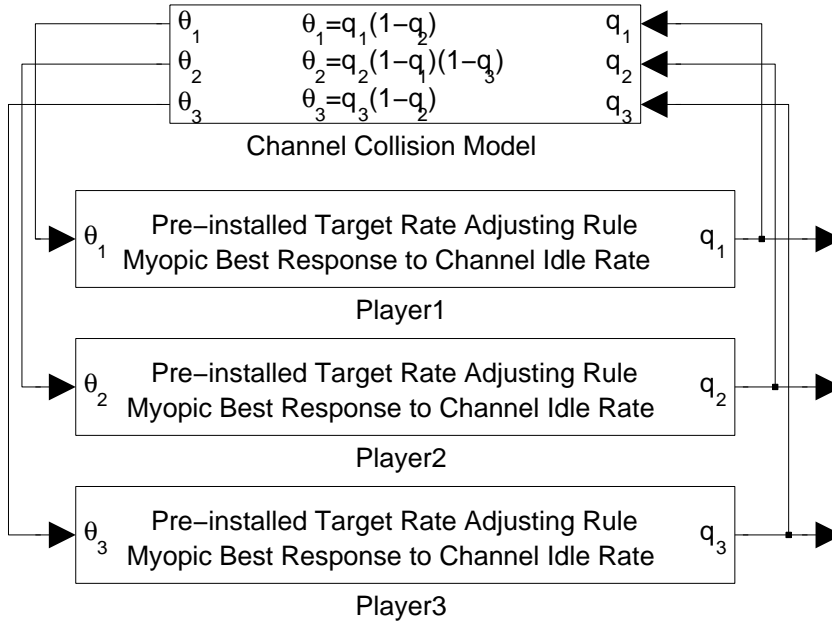 θ1 θ1=q1(1−q2) q1
θ2 θ2=q2(1−q1)(1−q3) q2
θ3 θ3=q3(1−q2) q3
Channel Collision Model
Pre−installed Target Rate Adjusting Rule
θ1 Myopic Best Response to Channel Idle Rate q1
Player1
Pre−installed Target Rate Adjusting Rule
θ2 Myopic Best Response to Channel Idle Rate q2
Player2
Pre−installed Target Rate Adjusting Rule
θ3 Myopic Best Response to Channel Idle Rate q3
Player3